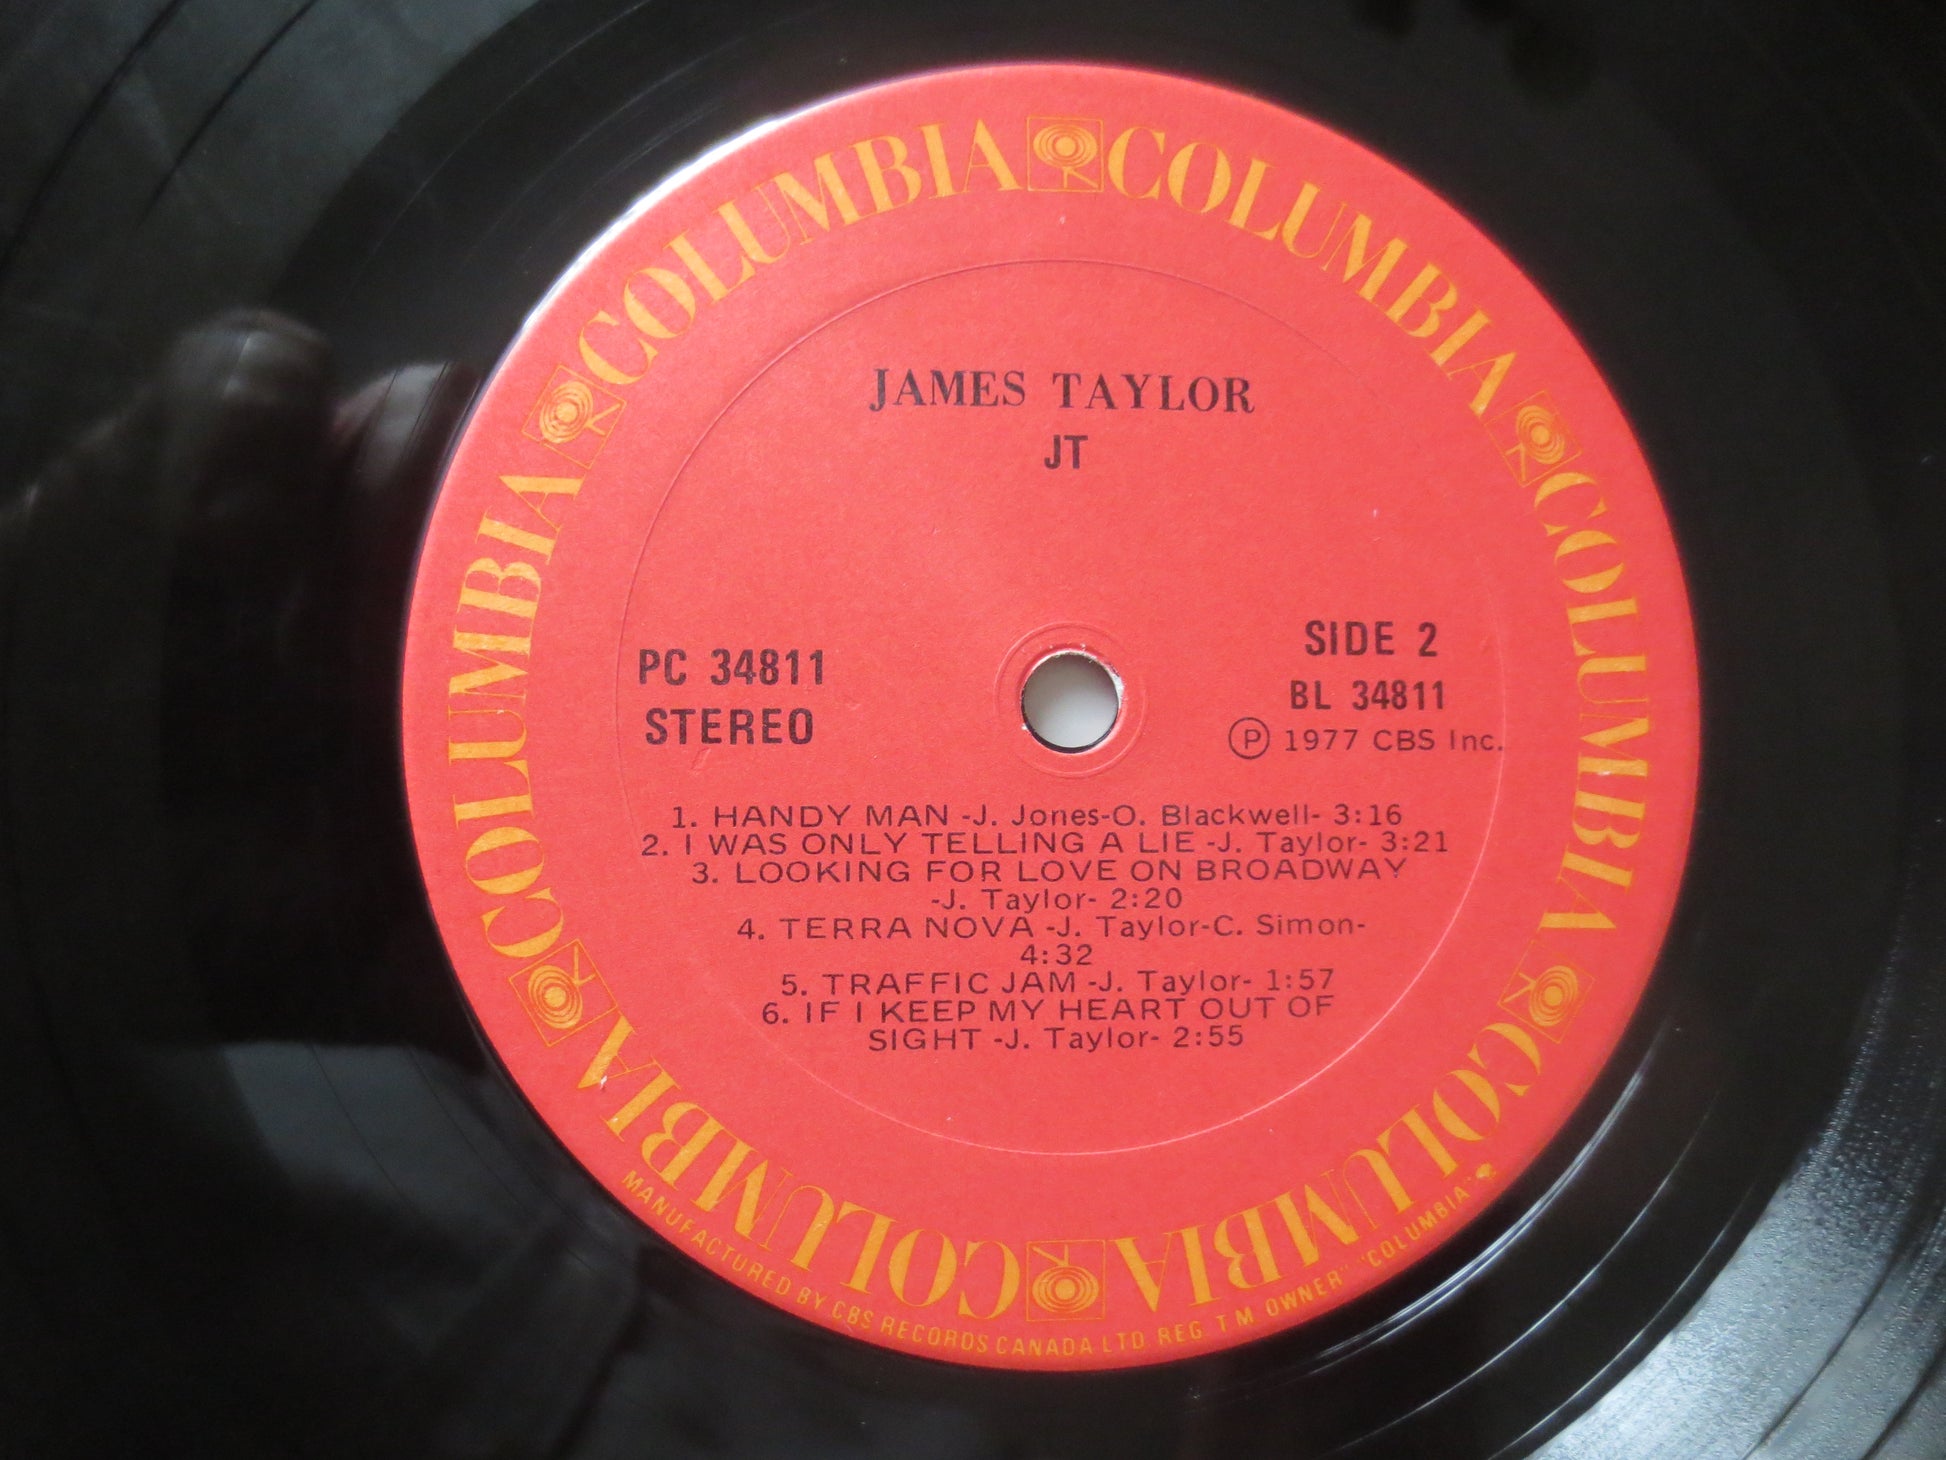 COLUMBIA COLUMBIA COLUMBIA COLUMBIA COLUMBIA COLUMBIA
JAMES TAYLOR
JT
PC 34811
STEREO
SIDE 2
BL 34811
Ⓟ 1977 CBS Inc.
1. HANDY MAN -J. Jones-O. Blackwell- 3:16
2. I WAS ONLY TELLING A LIE -J. Taylor- 3:21
3. LOOKING FOR LOVE ON BROADWAY
-J. Taylor- 2:20
4. TERRA NOVA -J. Taylor-C. Simon-
4:32
5. TRAFFIC JAM -J. Taylor- 1:57
6. IF I KEEP MY HEART OUT OF
SIGHT -J. Taylor- 2:55
MANUFACTURED BY CBS RECORDS CANADA LTD. REG. T M OWNER" "COLUMBIA"